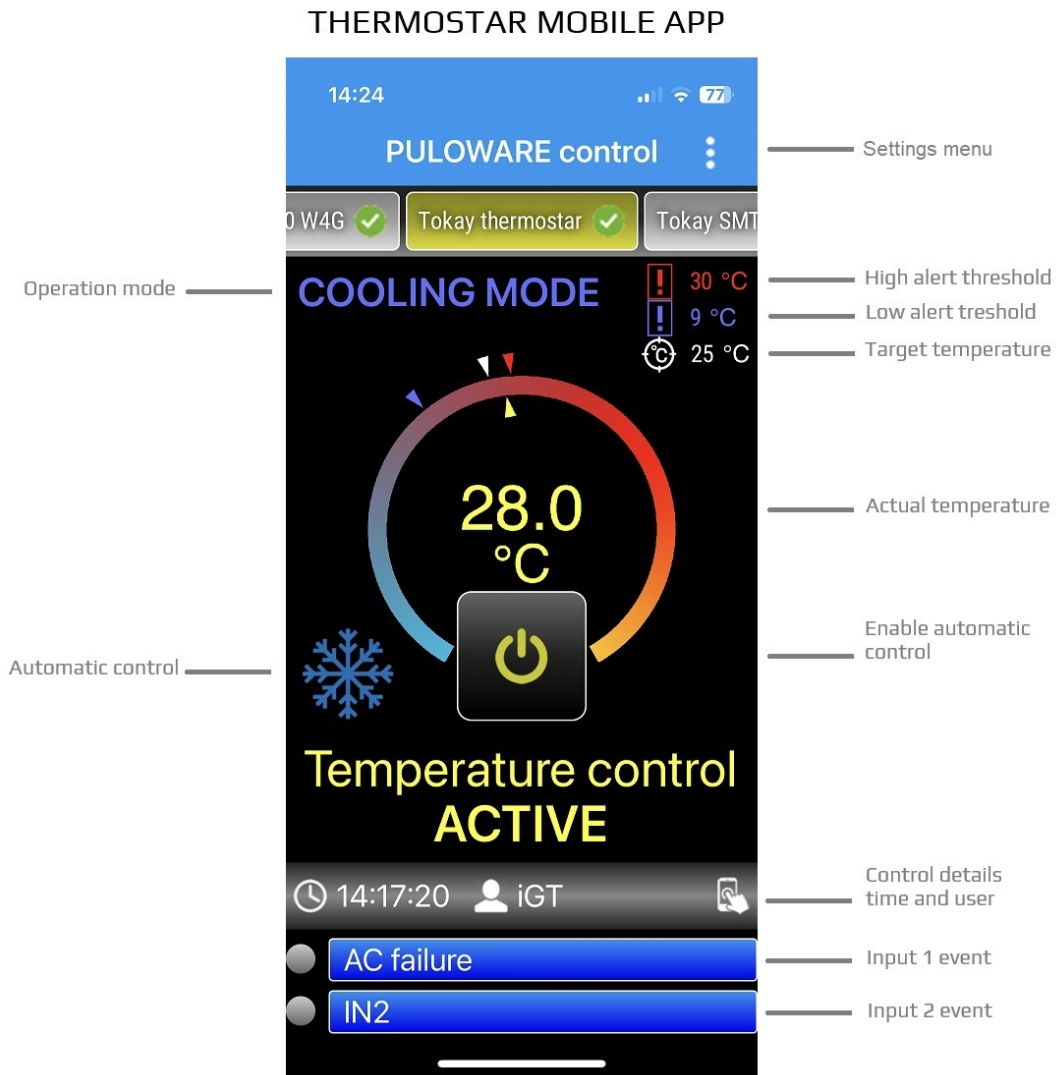 THERMOSTAR MOBILE APP
14:24
77
PULOWARE control
Settings menu
0 W4G
Tokay thermostar
Tokay SMT
Operation mode
COOLING MODE
! 30 °C
High alert threshold
! 9 °C
Low alert treshold
°C 25 °C
Target temperature
28.0
°C
Actual temperature
Enable automatic
control
Automatic control
Temperature control
ACTIVE
14:17:20 iGT
Control details
time and user
AC failure
Input 1 event
IN2
Input 2 event